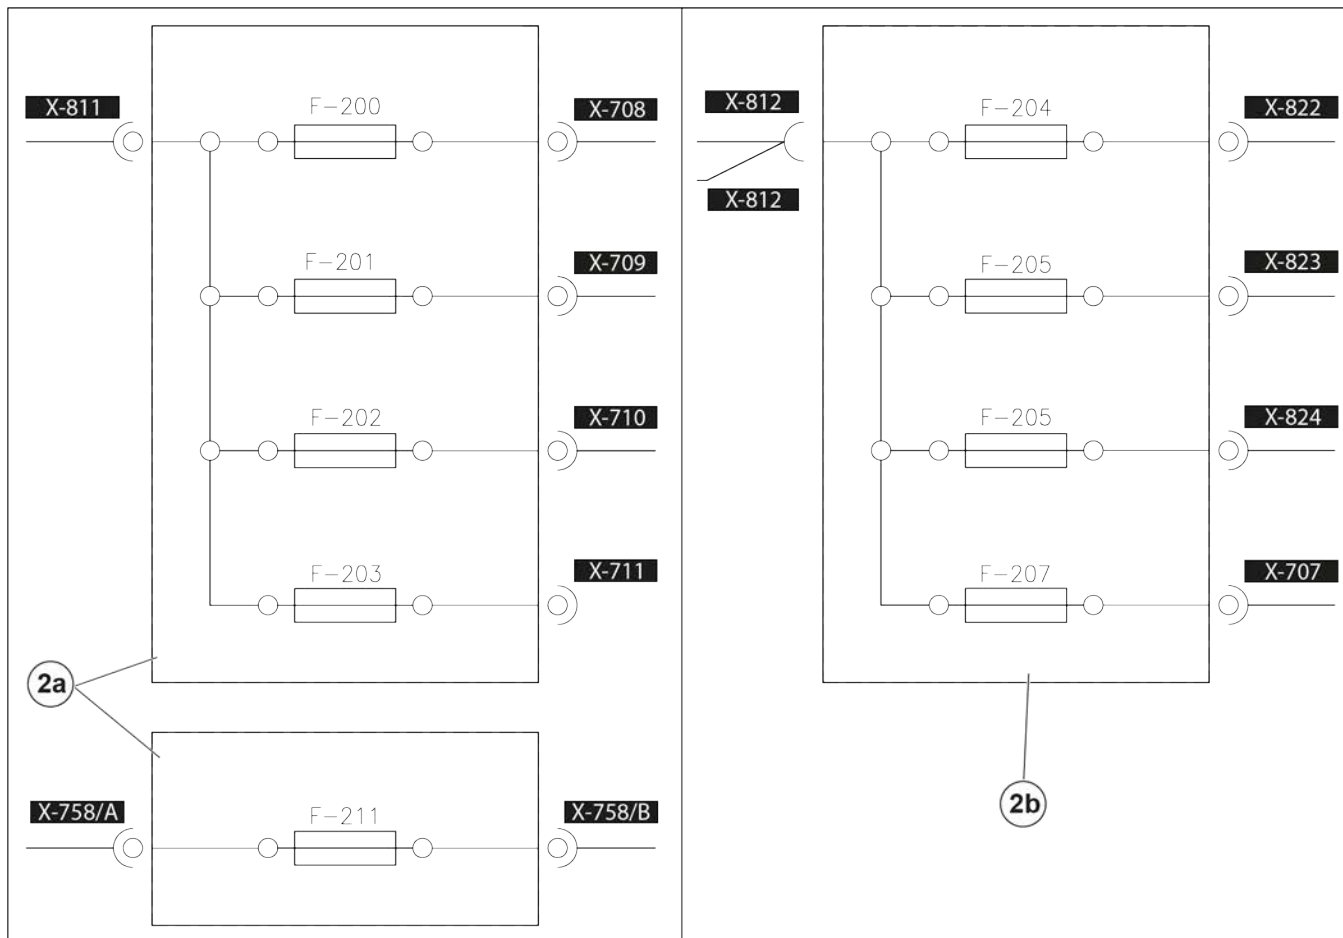 X-811
F-200
X-708
F-201
X-709
F-202
X-710
F-203
X-711
2a
X-758/A
F-211
X-758/B
X-812
X-812
F-204
X-822
F-205
X-823
F-205
X-824
F-207
X-707
2b